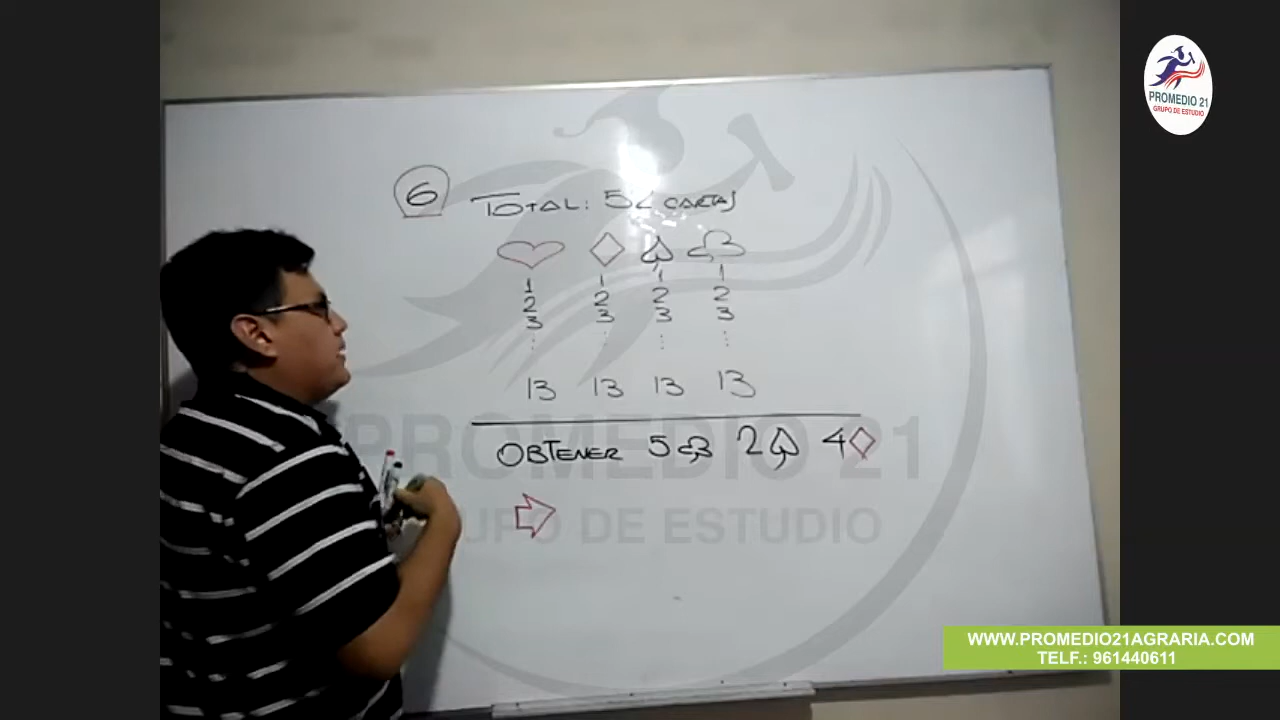 PROMEDIO 21
GRUPO DE ESTUDIO
6 TOTAL: 52 CARTAS
1 1 1 1
2 2 2 2
3 3 3 3
13 13 13 13
OBTENER 5 2 4
PROMEDIO 21
GRUPO DE ESTUDIO
WWW.PROMEDIO21AGRARIA.COM
TELF.: 961440611